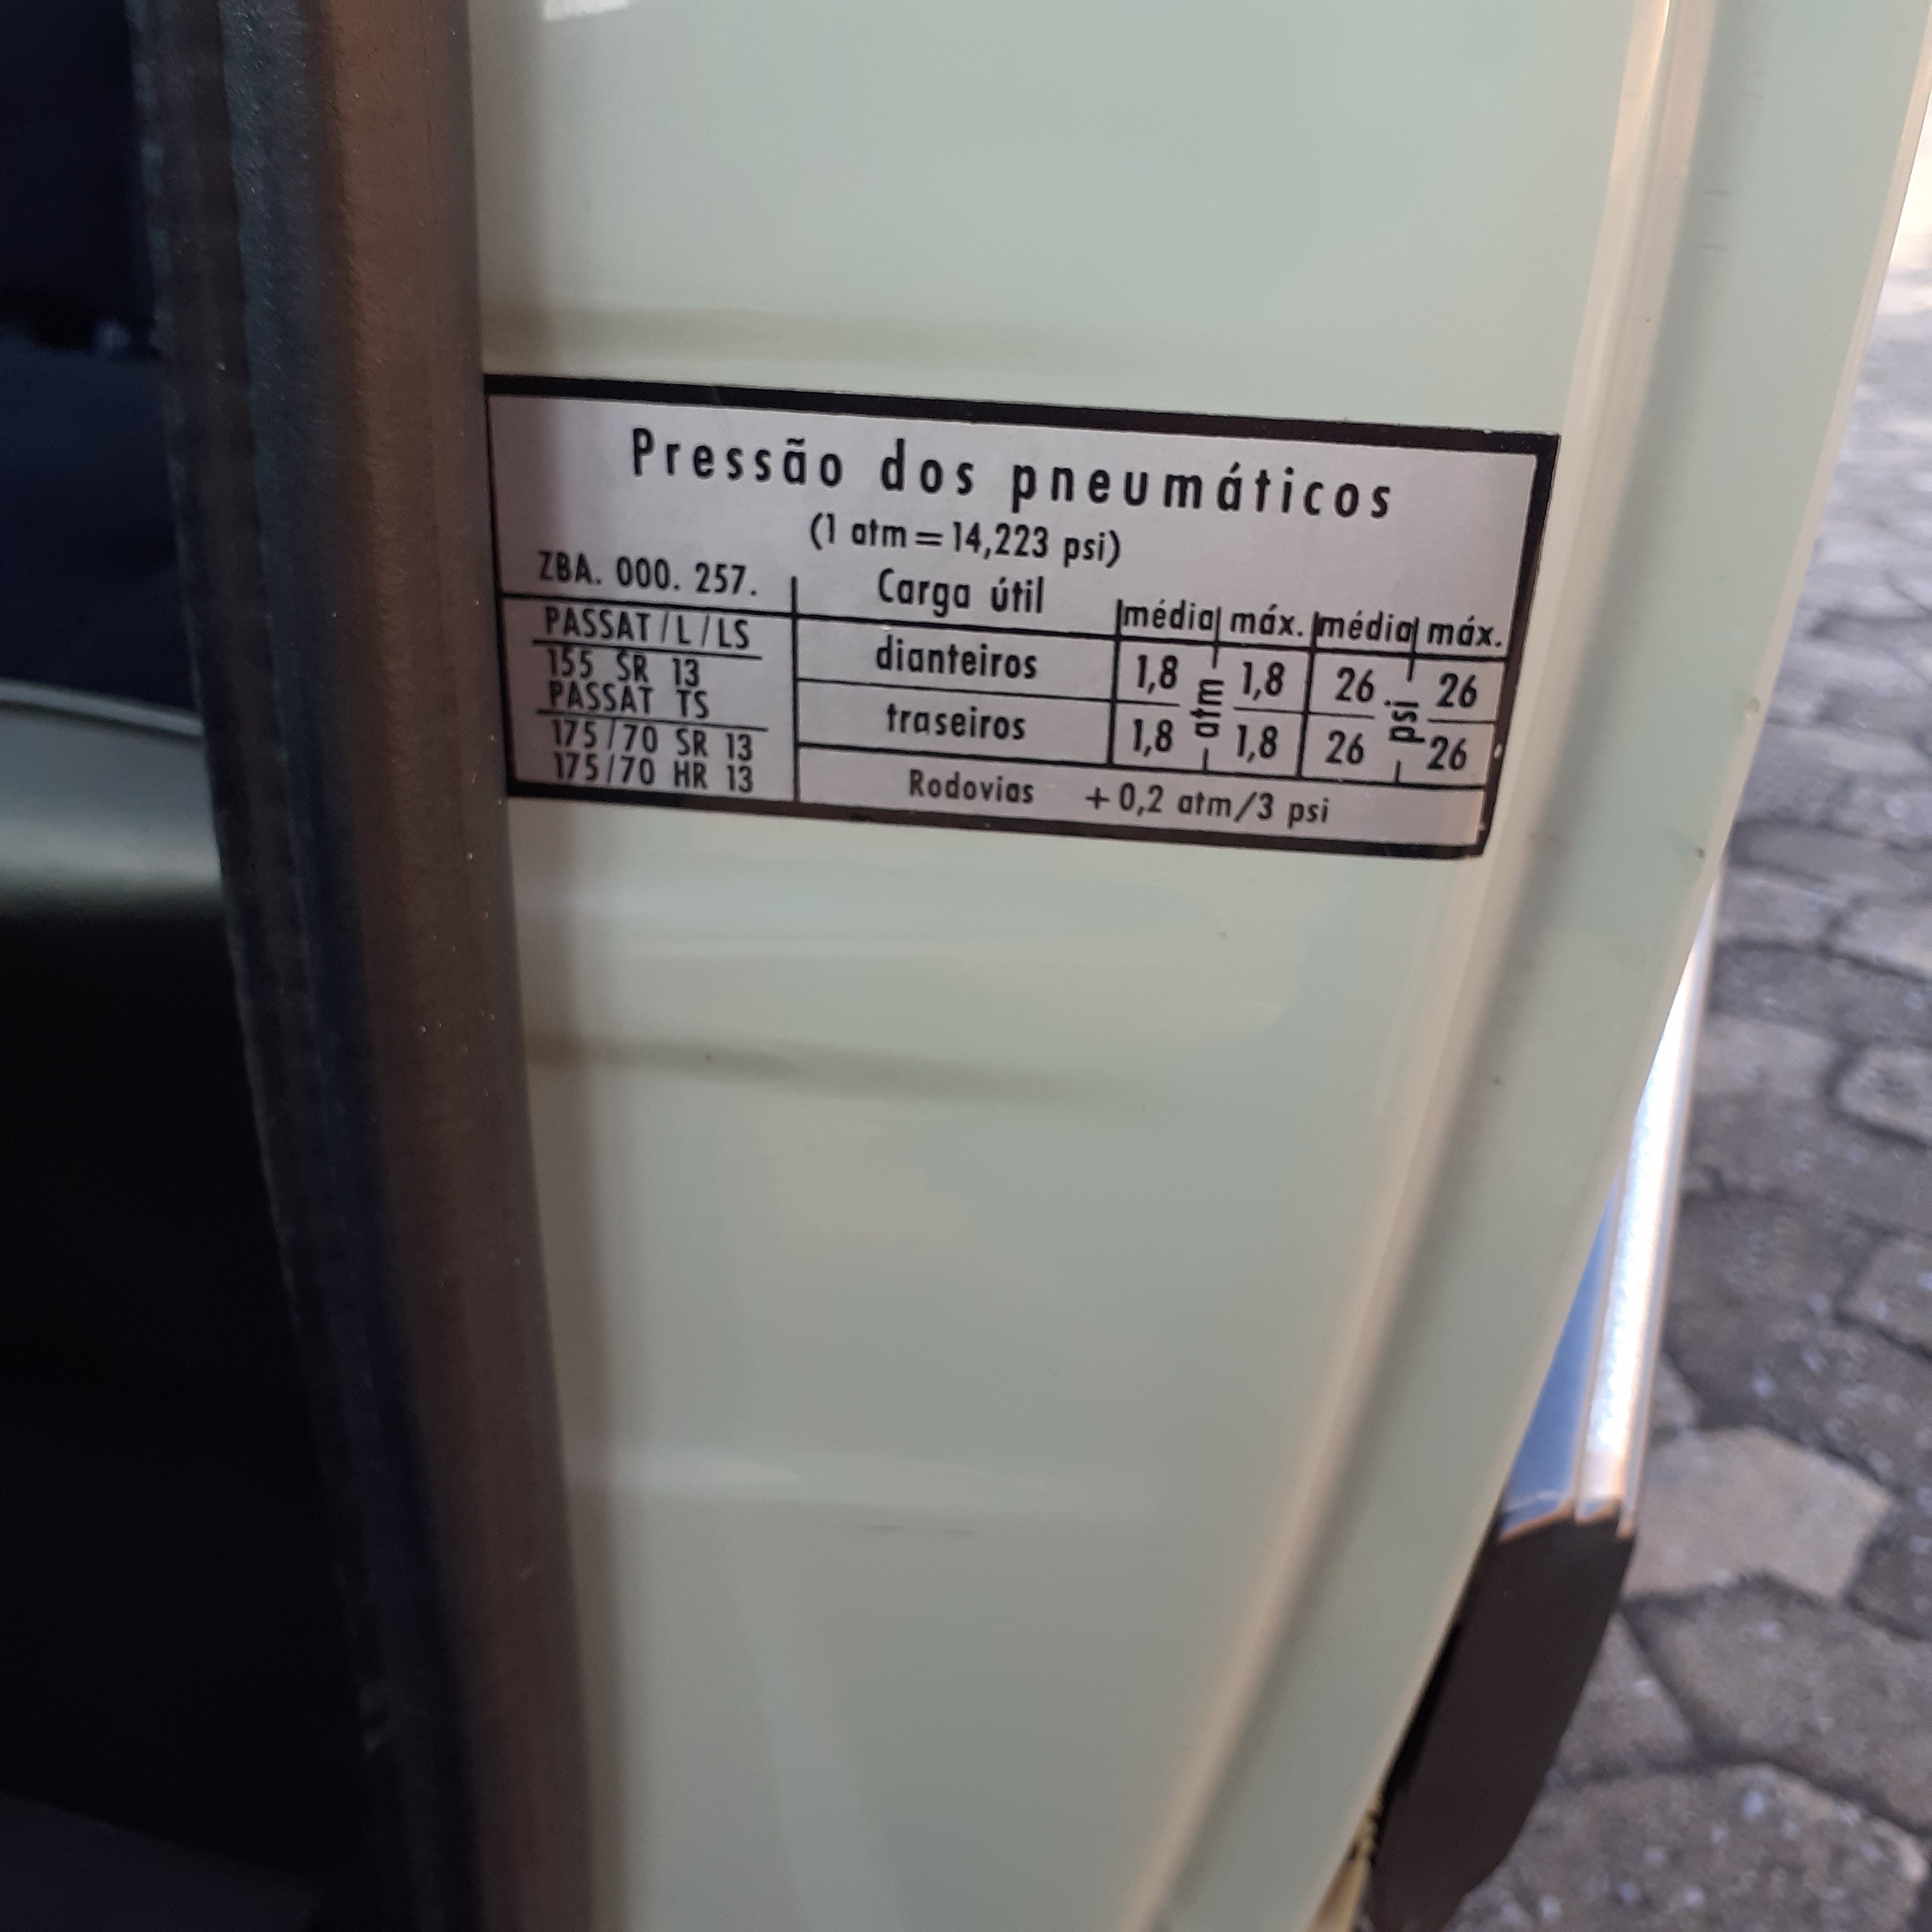 Pressão dos pneumáticos
(1 atm = 14,223 psi)
ZBA. 000. 257.
Carga útil média máx. média máx.
PASSAT/L/LS
155 SR 13
PASSAT TS
175/70 SR 13
175/70 HR 13
dianteiros 1,8 atm 1,8 26 psi 26
traseiros 1,8 1,8 26 26
Rodovias +0,2 atm/3 psi